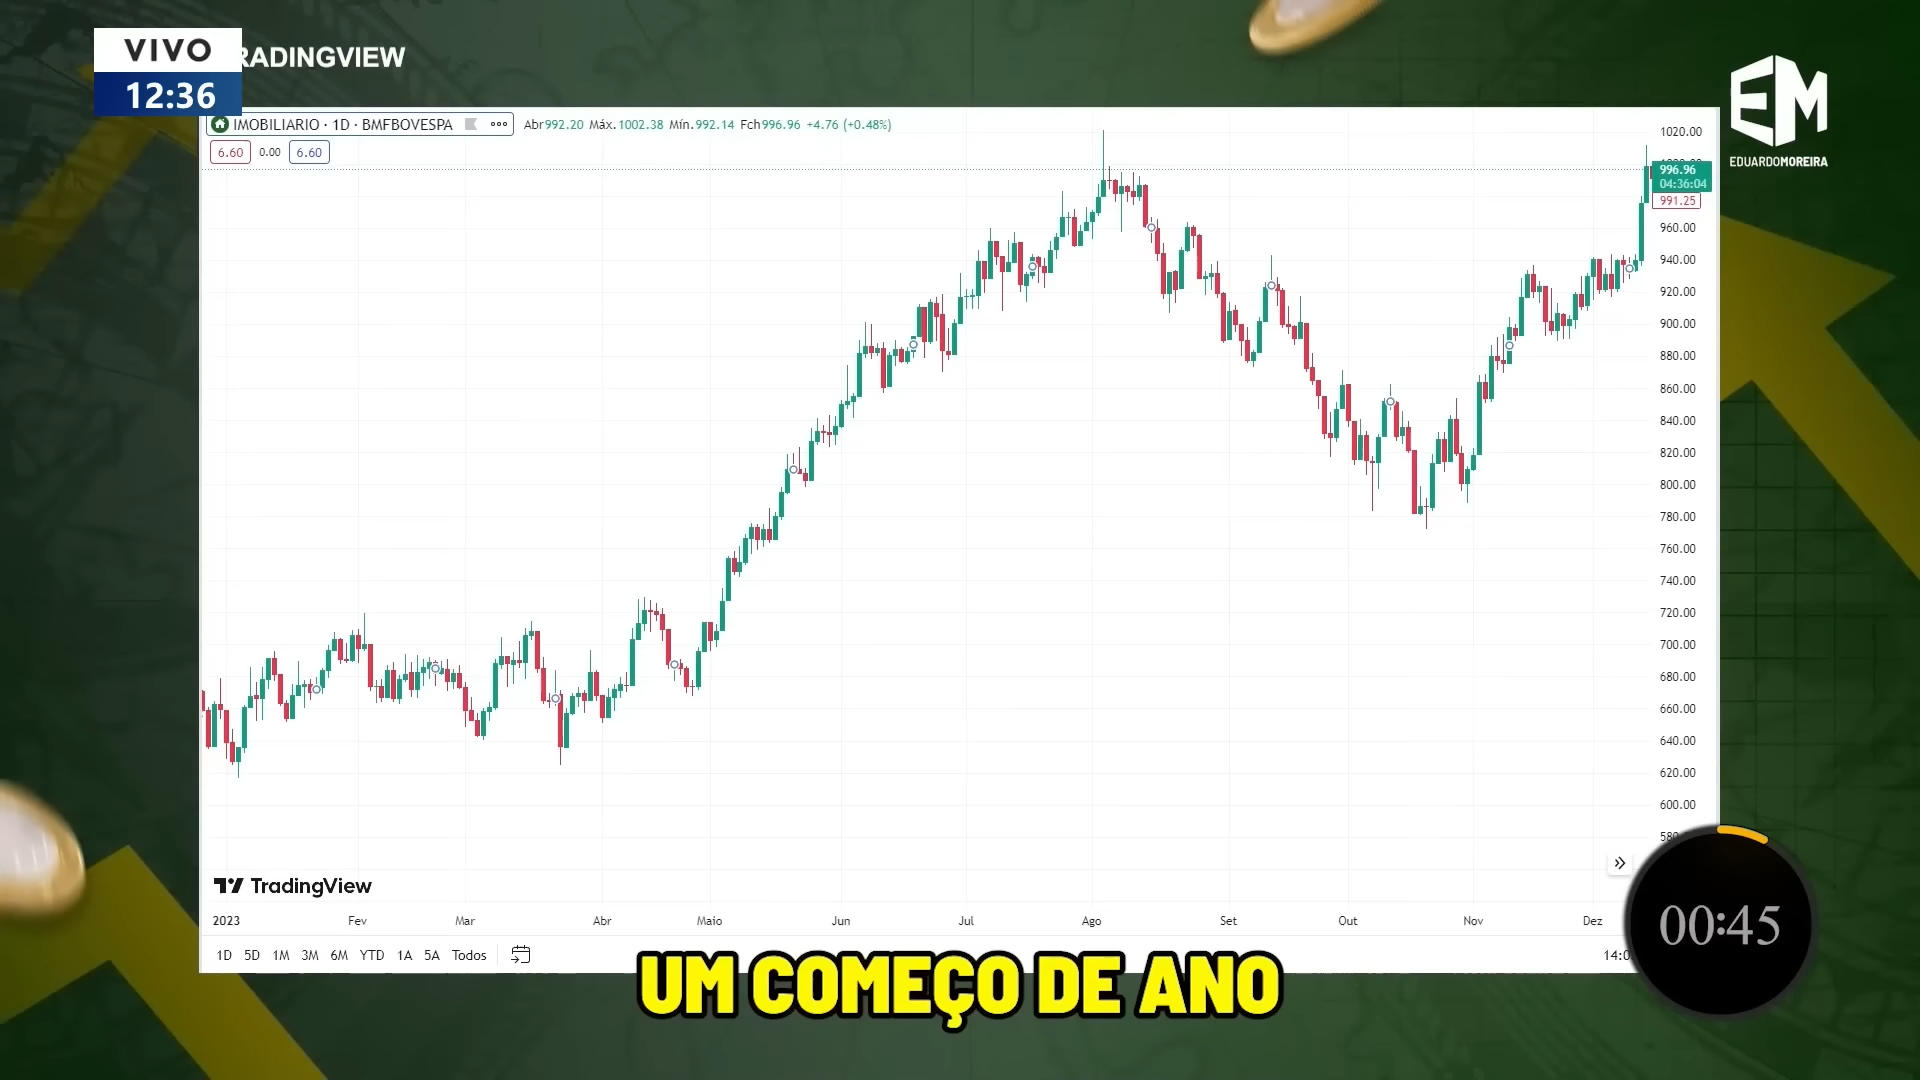 VIVO
12:36
RADINGVIEW
EM
EDUARDOMOREIRA
IMOBILIARIO · 1D · BMFBOVESPA
Abr992.20 Máx.1002.38 Mín.992.14 Fch996.96 +4.76 (+0.48%)
6.60 0.00 6.60
1020.00
996.96
04:36:04
991.25
960.00
940.00
920.00
900.00
880.00
860.00
840.00
820.00
800.00
780.00
760.00
740.00
720.00
700.00
680.00
660.00
640.00
620.00
600.00
TradingView
2023 Fev Mar Abr Maio Jun Jul Ago Set Out Nov Dez
1D 5D 1M 3M 6M YTD 1A 5A Todos
00:45
UM COMEÇO DE ANO